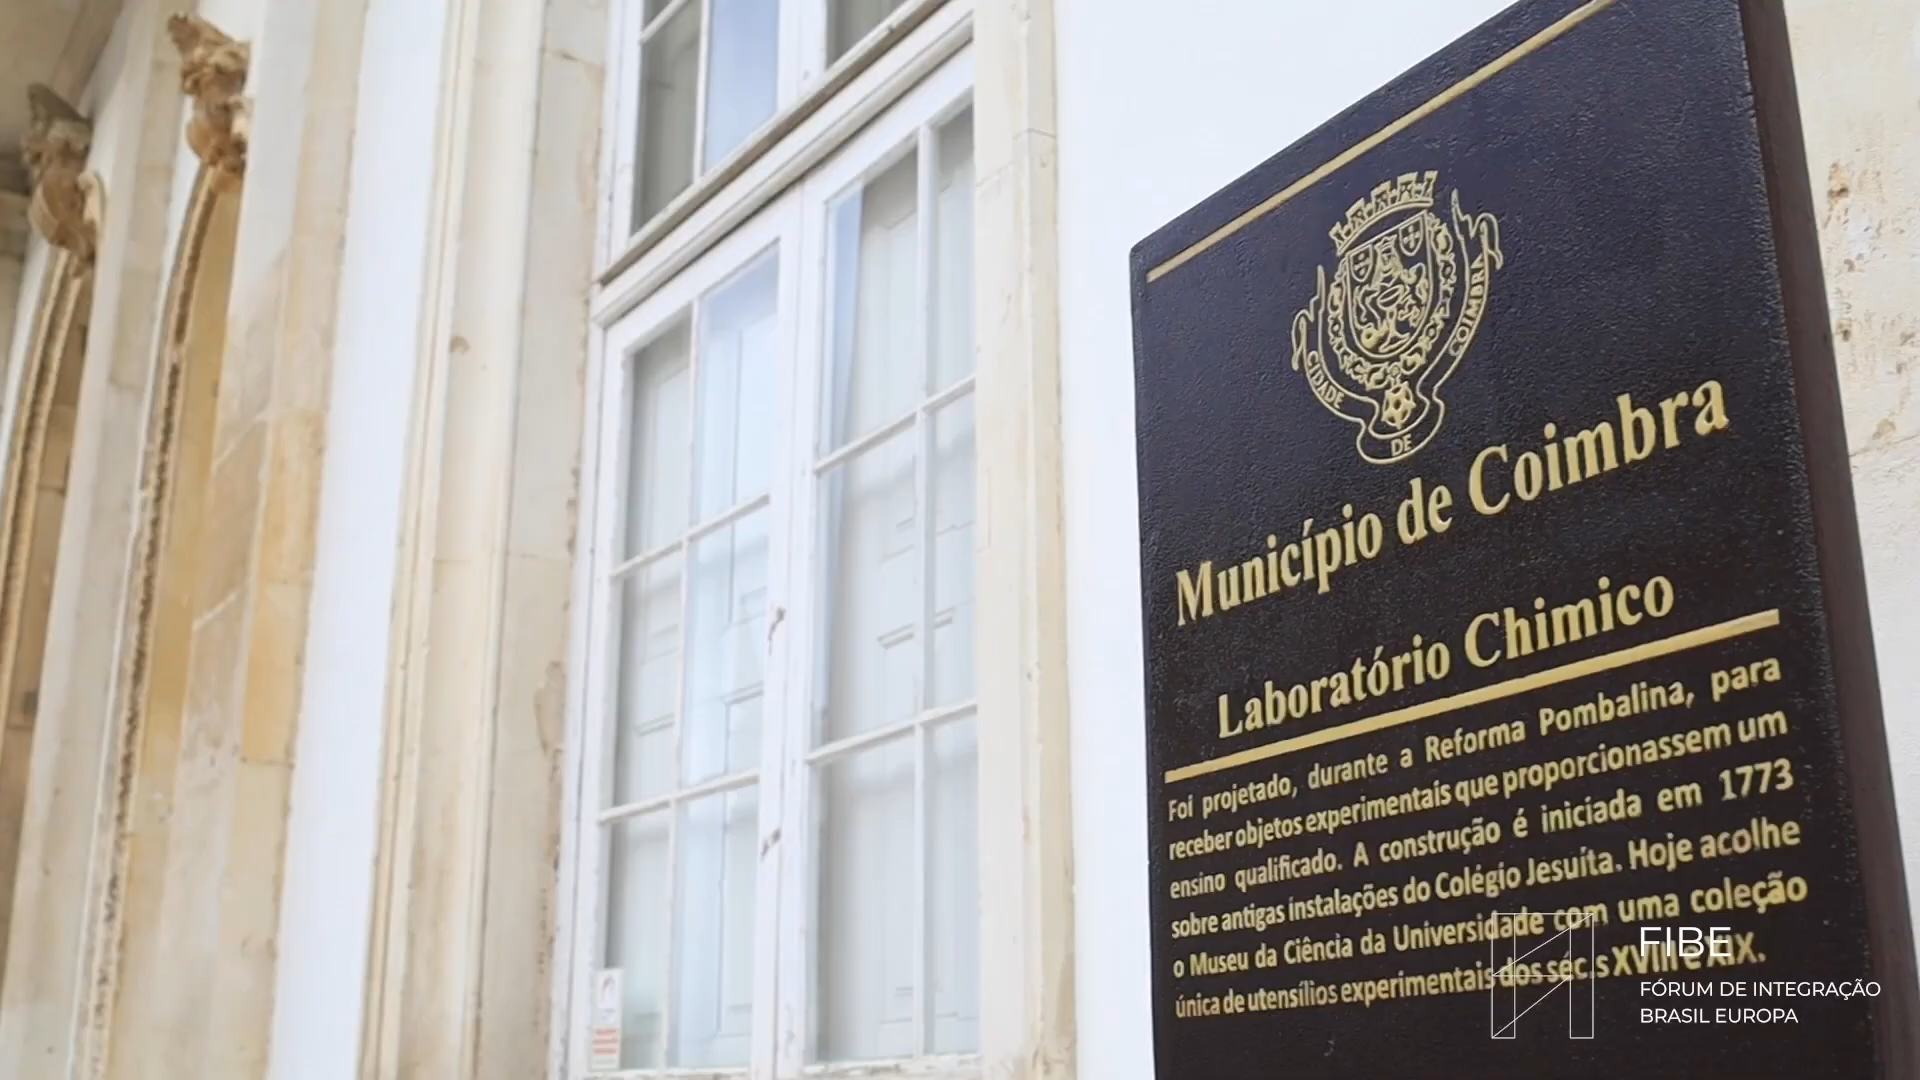 CIDADE DE COIMBRA
Município de Coimbra
Laboratório Chimico
Foi projetado, durante a Reforma Pombalina, para
receber objetos experimentais que proporcionassem um
ensino qualificado. A construção é iniciada em 1773
sobre antigas instalações do Colégio Jesuíta. Hoje acolhe
o Museu da Ciência da Universidade com uma coleção
única de utensílios experimentais dos séc.s XVIII e XIX.
FIBE
FÓRUM DE INTEGRAÇÃO
BRASIL EUROPA